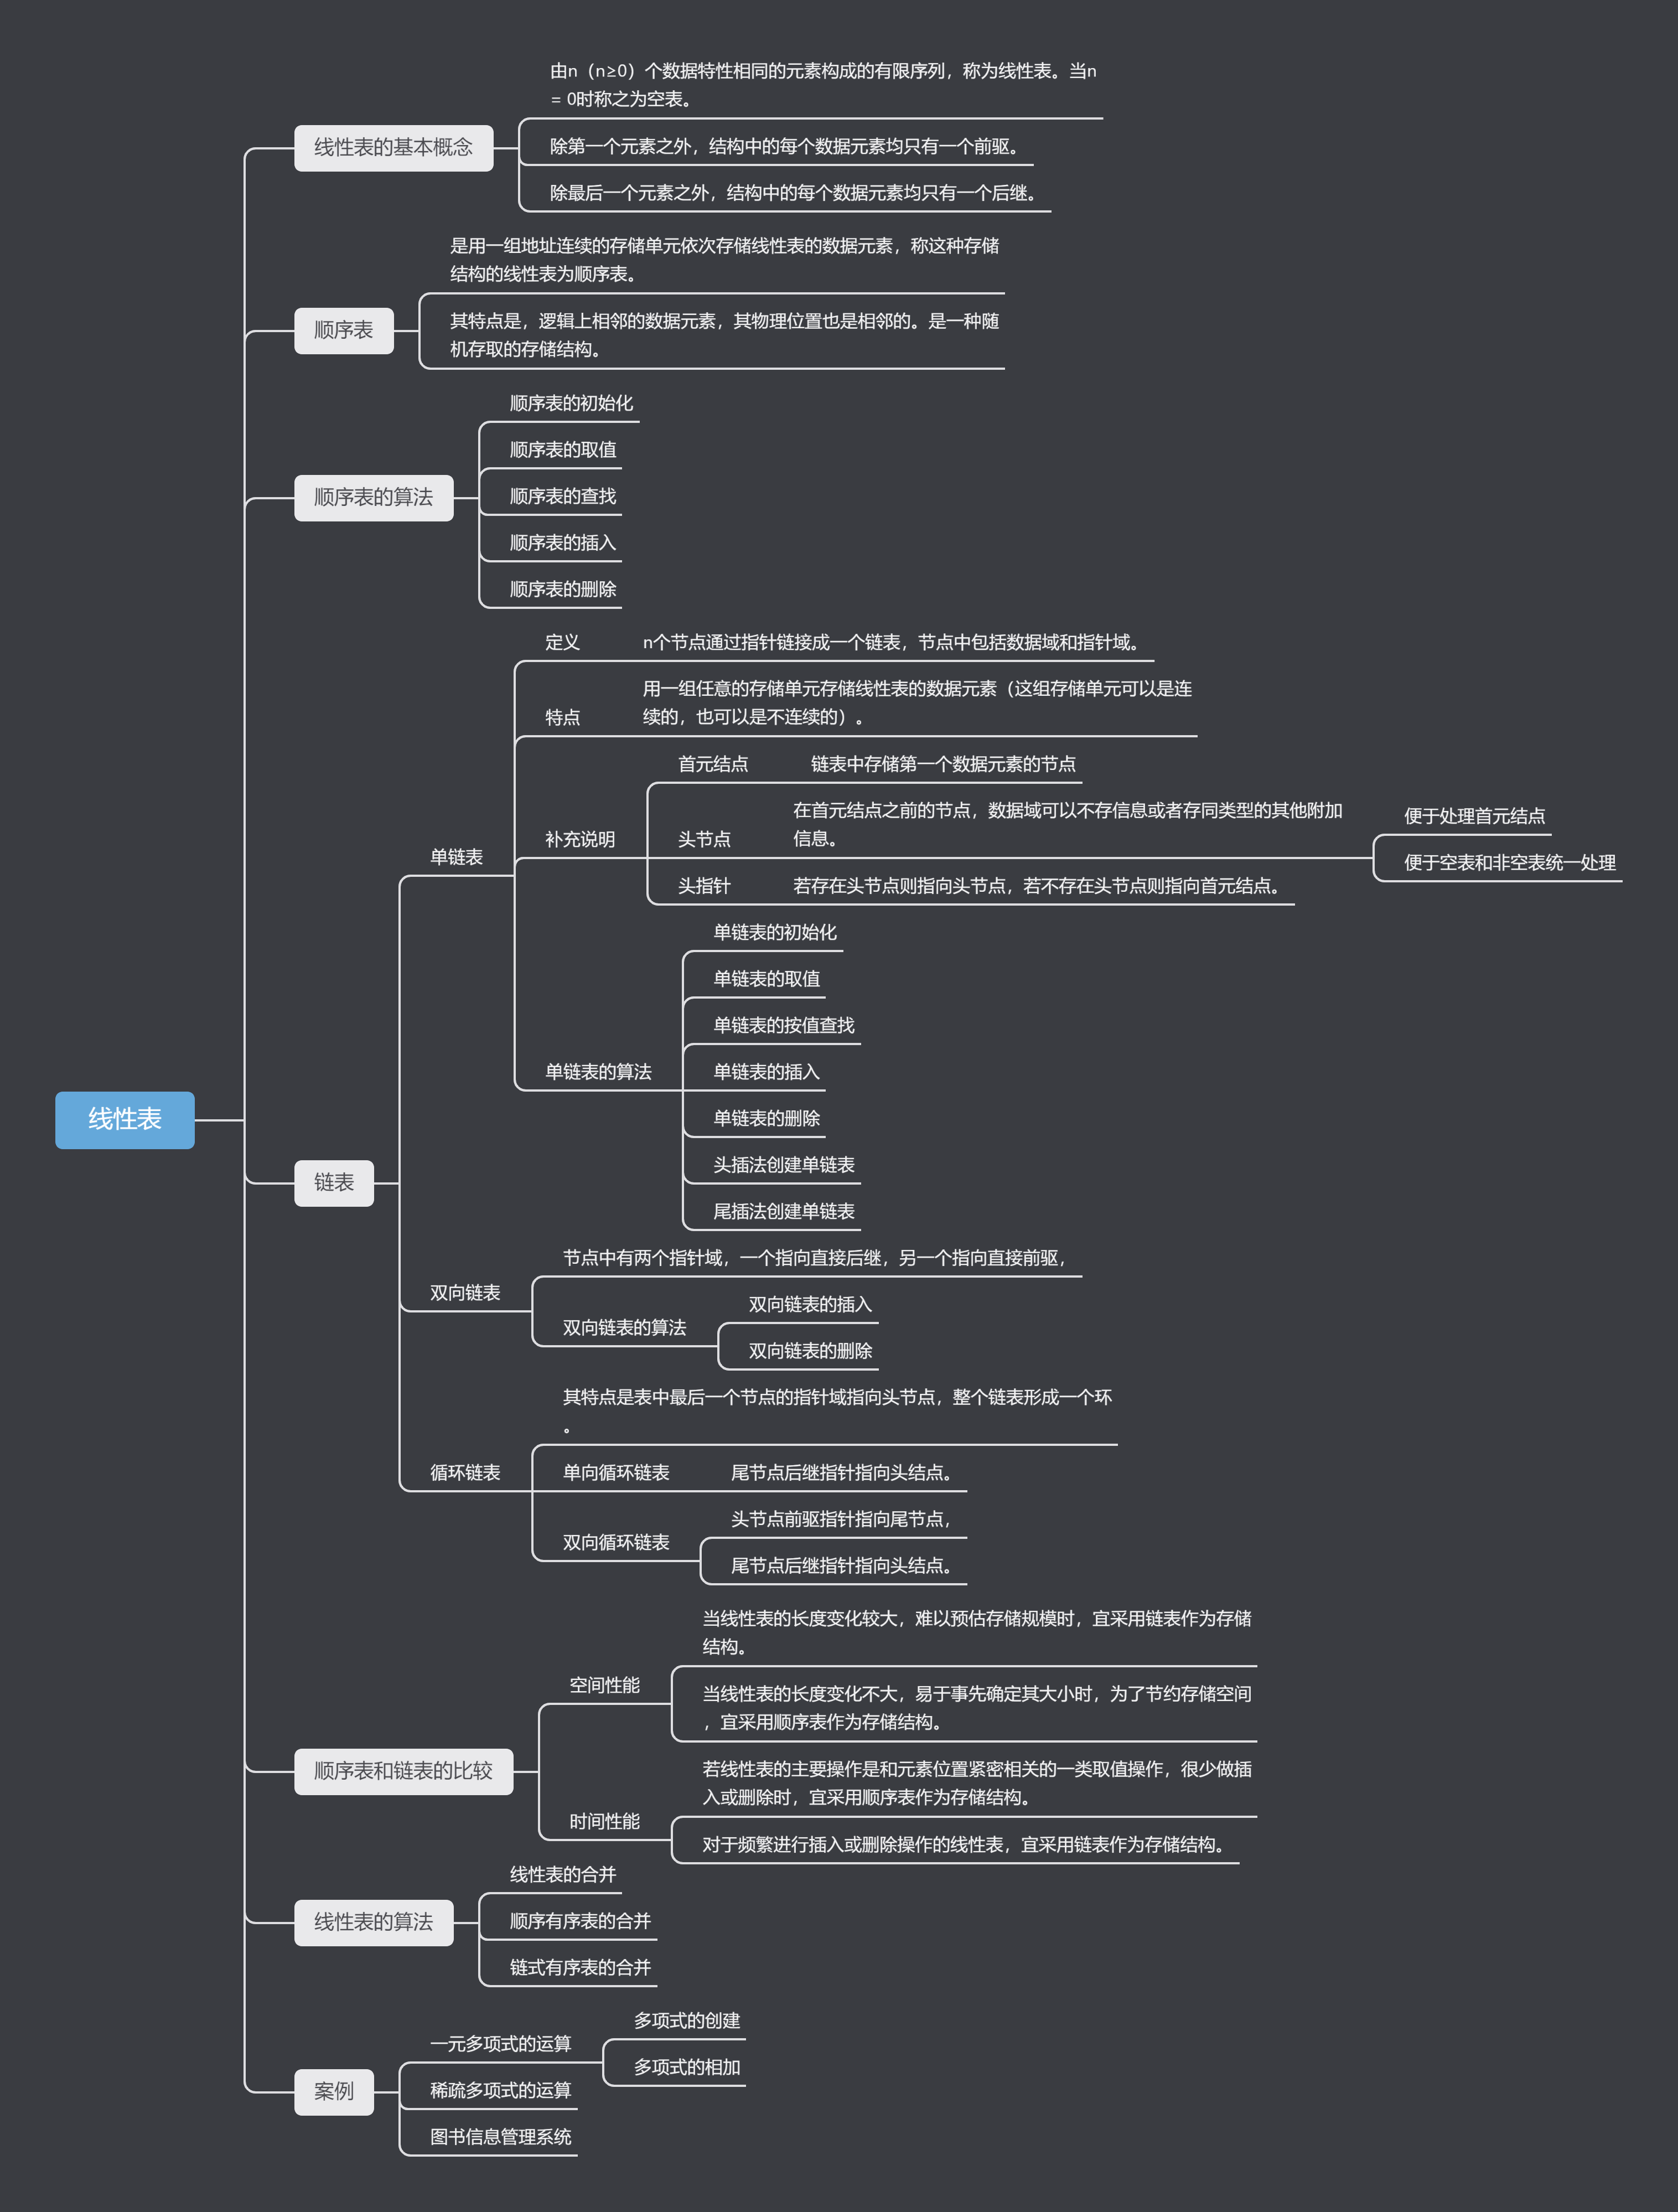 线性表
线性表的基本概念
由n（n≥0）个数据特性相同的元素构成的有限序列，称为线性表。当n
= 0时称之为空表。
除第一个元素之外，结构中的每个数据元素均只有一个前驱。
除最后一个元素之外，结构中的每个数据元素均只有一个后继。
顺序表
是用一组地址连续的存储单元依次存储线性表的数据元素，称这种存储
结构的线性表为顺序表。
其特点是，逻辑上相邻的数据元素，其物理位置也是相邻的。是一种随
机存取的存储结构。
顺序表的算法
顺序表的初始化
顺序表的取值
顺序表的查找
顺序表的插入
顺序表的删除
链表
单链表
定义
n个节点通过指针链接成一个链表，节点中包括数据域和指针域。
特点
用一组任意的存储单元存储线性表的数据元素（这组存储单元可以是连
续的，也可以是不连续的）。
补充说明
首元结点
链表中存储第一个数据元素的节点
头节点
在首元结点之前的节点，数据域可以不存信息或者存同类型的其他附加
信息。
便于处理首元结点
便于空表和非空表统一处理
头指针
若存在头节点则指向头节点，若不存在头节点则指向首元结点。
单链表的算法
单链表的初始化
单链表的取值
单链表的按值查找
单链表的插入
单链表的删除
头插法创建单链表
尾插法创建单链表
双向链表
节点中有两个指针域，一个指向直接后继，另一个指向直接前驱，
双向链表的算法
双向链表的插入
双向链表的删除
循环链表
其特点是表中最后一个节点的指针域指向头节点，整个链表形成一个环
。
单向循环链表
尾节点后继指针指向头结点。
双向循环链表
头节点前驱指针指向尾节点，
尾节点后继指针指向头结点。
顺序表和链表的比较
空间性能
当线性表的长度变化较大，难以预估存储规模时，宜采用链表作为存储
结构。
当线性表的长度变化不大，易于事先确定其大小时，为了节约存储空间
，宜采用顺序表作为存储结构。
时间性能
若线性表的主要操作是和元素位置紧密相关的一类取值操作，很少做插
入或删除时，宜采用顺序表作为存储结构。
对于频繁进行插入或删除操作的线性表，宜采用链表作为存储结构。
线性表的算法
线性表的合并
顺序有序表的合并
链式有序表的合并
案例
一元多项式的运算
多项式的创建
多项式的相加
稀疏多项式的运算
图书信息管理系统